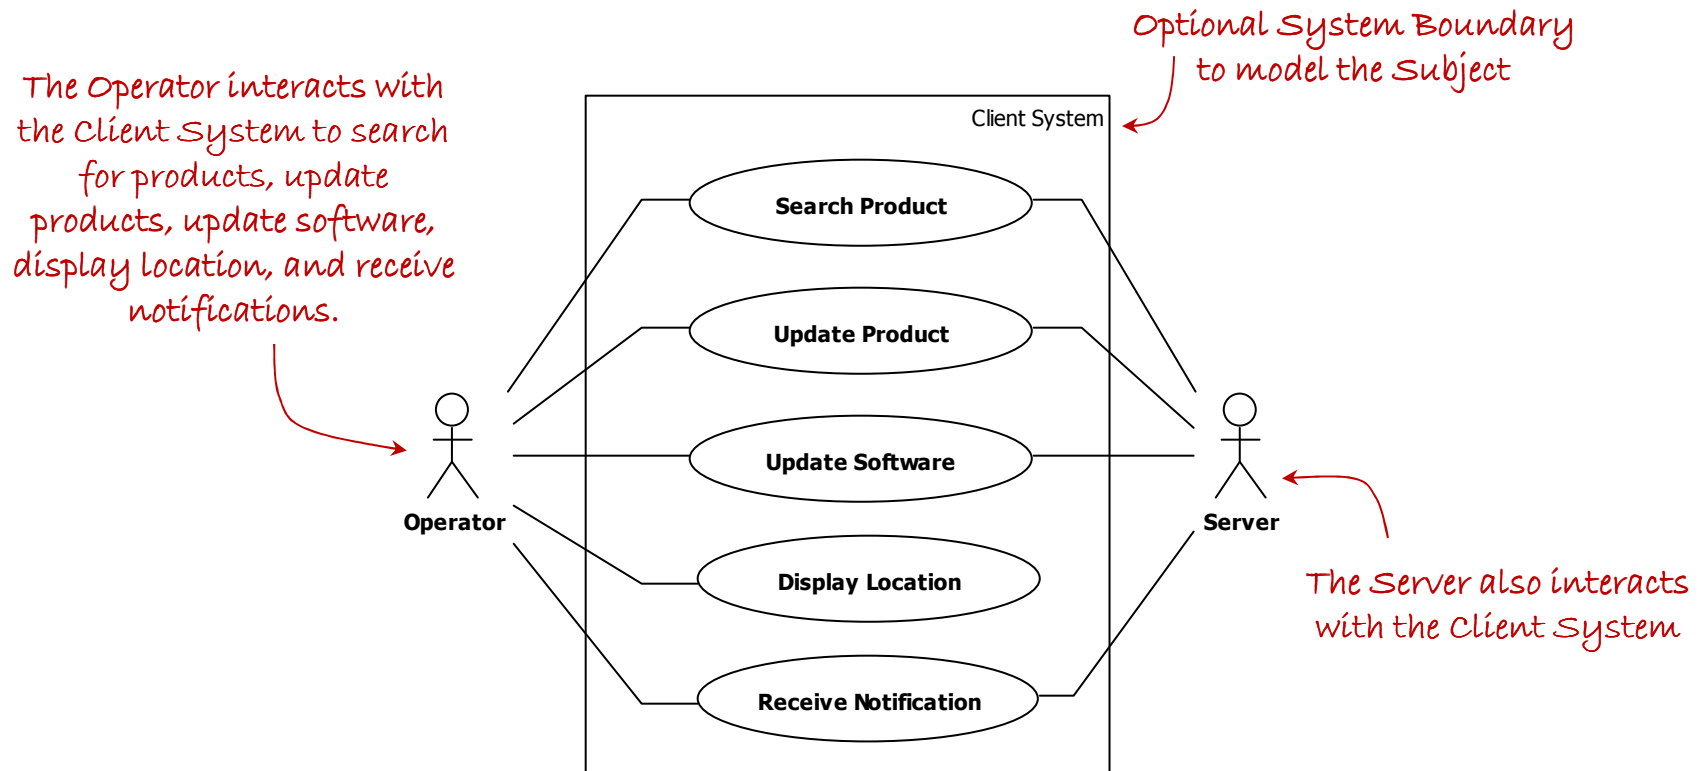 Optional System Boundary
to model the Subject
The Operator interacts with
the Client System to search
for products, update
products, update software,
display location, and receive
notifications.
Client System
Search Product
Update Product
Update Software
Operator
Server
Display Location
The Server also interacts
with the Client System
Receive Notification